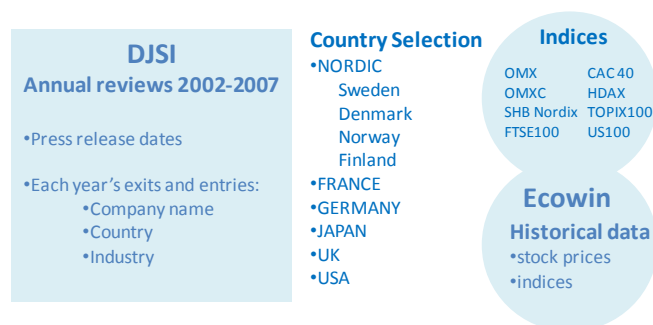 DJSI
Annual reviews 2002-2007
•Press release dates
•Each year's exits and entries:
•Company name
•Country
•Industry
Country Selection
•NORDIC
Sweden
Denmark
Norway
Finland
•FRANCE
•GERMANY
•JAPAN
•UK
•USA
Indices
OMX CAC 40
OMXC HDAX
SHB Nordix TOPIX100
FTSE100 US100
Ecowin
Historical data
•stock prices
•indices